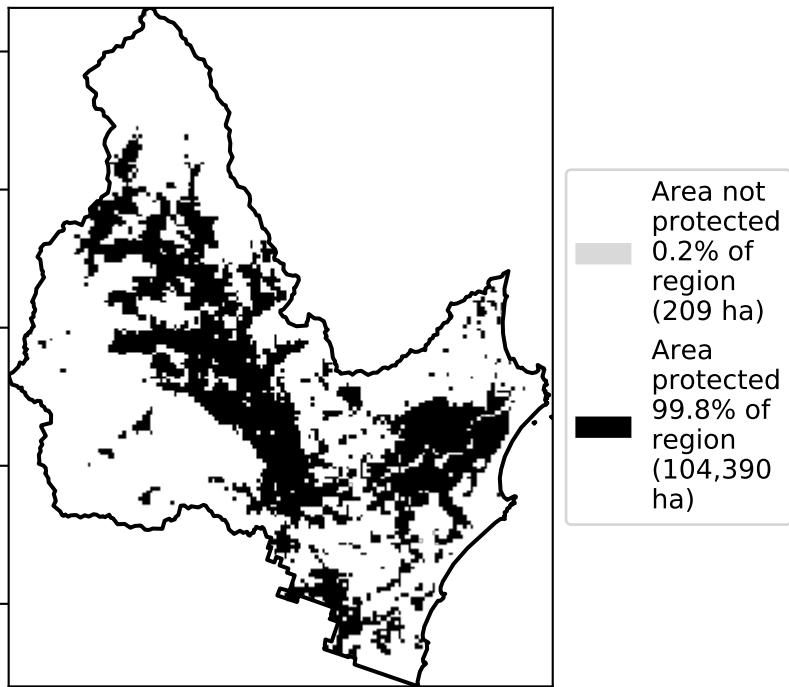 Area not
protected
0.2% of
region
(209 ha)
Area
protected
99.8% of
region
(104,390
ha)